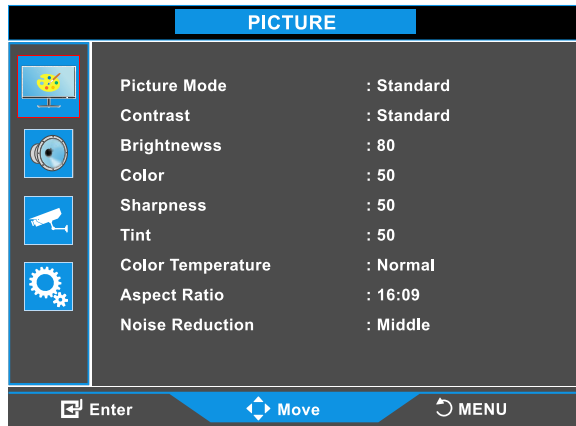 PICTURE
Picture Mode : Standard
Contrast : Standard
Brightnewss : 80
Color : 50
Sharpness : 50
Tint : 50
Color Temperature : Normal
Aspect Ratio : 16:09
Noise Reduction : Middle
Enter Move MENU